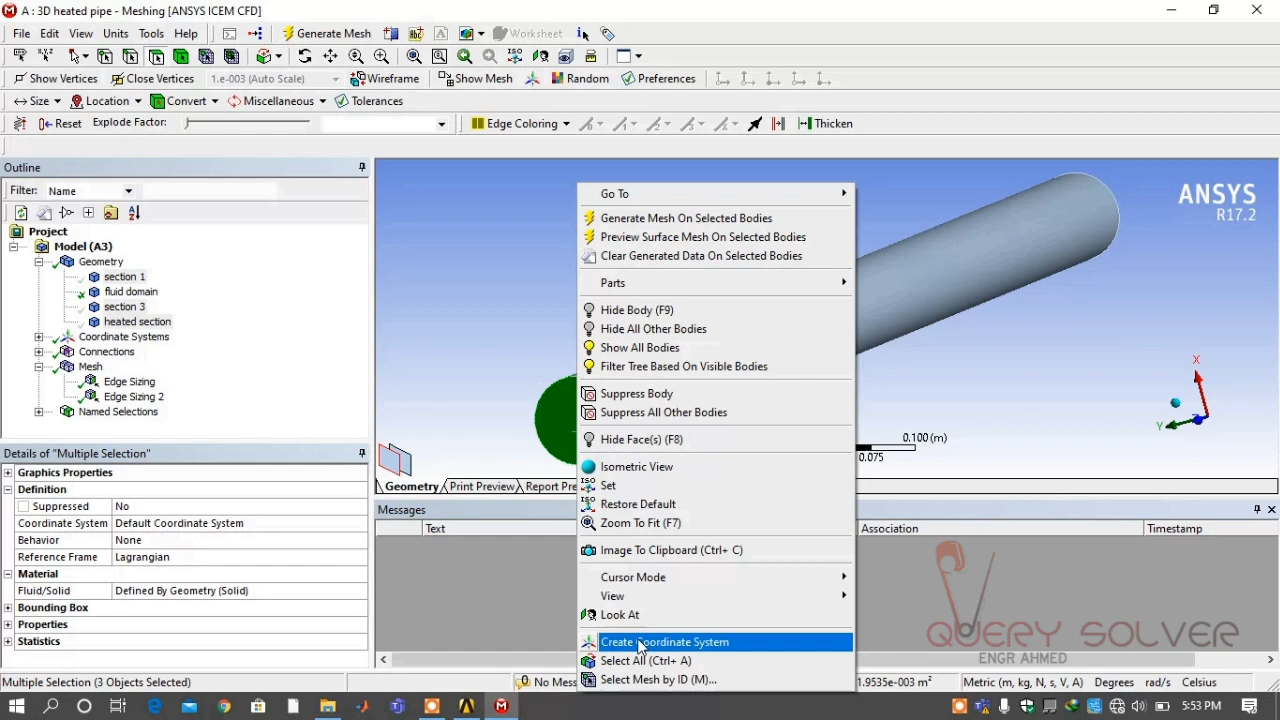 A : 3D heated pipe - Meshing [ANSYS ICEM CFD]
File Edit View Units Tools Help Generate Mesh Worksheet
Show Vertices Close Vertices 1.e-003 (Auto Scale) Wireframe Show Mesh Random Preferences
Size Location Convert Miscellaneous Tolerances
Reset Explode Factor: Edge Coloring Thicken
Outline
Filter: Name
Project
Model (A3)
Geometry
section 1
fluid domain
section 3
heated section
Coordinate Systems
Connections
Mesh
Edge Sizing
Edge Sizing 2
Named Selections
Details of "Multiple Selection"
Graphics Properties
Definition
Suppressed No
Coordinate System Default Coordinate System
Behavior None
Reference Frame Lagrangian
Material
Fluid/Solid Defined By Geometry (Solid)
Bounding Box
Properties
Statistics
Go To
Generate Mesh On Selected Bodies
Preview Surface Mesh On Selected Bodies
Clear Generated Data On Selected Bodies
Parts
Hide Body (F9)
Hide All Other Bodies
Show All Bodies
Filter Tree Based On Visible Bodies
Suppress Body
Suppress All Other Bodies
Hide Face(s) (F8)
Isometric View
Set
Restore Default
Zoom To Fit (F7)
Image To Clipboard (Ctrl+ C)
Cursor Mode
View
Look At
Create Coordinate System
Select All (Ctrl+ A)
Select Mesh by ID (M)...
ANSYS
R17.2
X
Y
0.100 (m)
0.075
Geometry Print Preview Report Pre
Messages
Text Association Timestamp
QUERY SOLVER
ENGR AHMED
Multiple Selection (3 Objects Selected) No Mess 1.9535e-003 m² Metric (m, kg, N, s, V, A) Degrees rad/s Celsius
5:53 PM